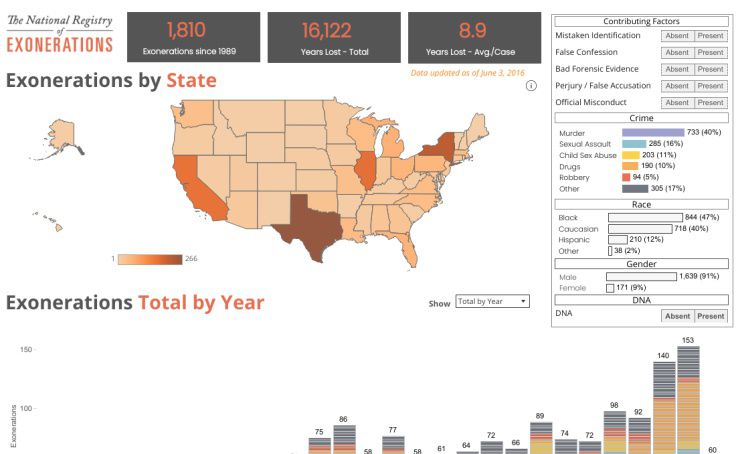 The National Registry
of
EXONERATIONS
1,810
Exonerations since 1989
16,122
Years Lost - Total
8.9
Years Lost - Avg./Case
Data updated as of June 3, 2016
i
Exonerations by State
1
266
Contributing Factors
Mistaken Identification Absent Present
False Confession Absent Present
Bad Forensic Evidence Absent Present
Perjury / False Accusation Absent Present
Official Misconduct Absent Present
Crime
Murder 733 (40%)
Sexual Assault 285 (16%)
Child Sex Abuse 203 (11%)
Drugs 190 (10%)
Robbery 94 (5%)
Other 305 (17%)
Race
Black 844 (47%)
Caucasian 718 (40%)
Hispanic 210 (12%)
Other 38 (2%)
Gender
Male 1,639 (91%)
Female 171 (9%)
DNA
DNA Absent Present
Exonerations Total by Year
Show Total by Year
Exonerations
150
100
75
86
58
77
58
61
64
72
66
89
74
72
98
92
140
153
60